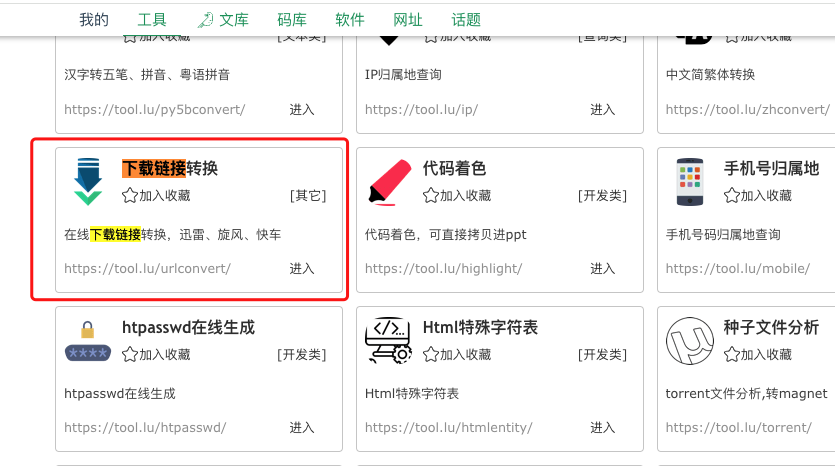 我的 工具 文库 码库 软件 网址 话题
加入收藏 [文本类] 加入收藏 [查询类] 加入收藏
汉字转五笔、拼音、粤语拼音 IP归属地查询 中文简繁体转换
https://tool.lu/py5bconvert/ 进入 https://tool.lu/ip/ 进入 https://tool.lu/zhconvert/
下载链接转换 代码着色 手机号归属地
加入收藏 [其它] 加入收藏 [开发类] 加入收藏
在线下载链接转换，迅雷、旋风、快车 代码着色，可直接拷贝进ppt 手机号码归属地查询
https://tool.lu/urlconvert/ 进入 https://tool.lu/highlight/ 进入 https://tool.lu/mobile/
htpasswd在线生成 Html特殊字符表 种子文件分析
**** 加入收藏 [开发类] </> 加入收藏 [开发类] µ 加入收藏
htpasswd在线生成 Html特殊字符表 torrent文件分析,转magnet
https://tool.lu/htpasswd/ 进入 https://tool.lu/htmlentity/ 进入 https://tool.lu/torrent/